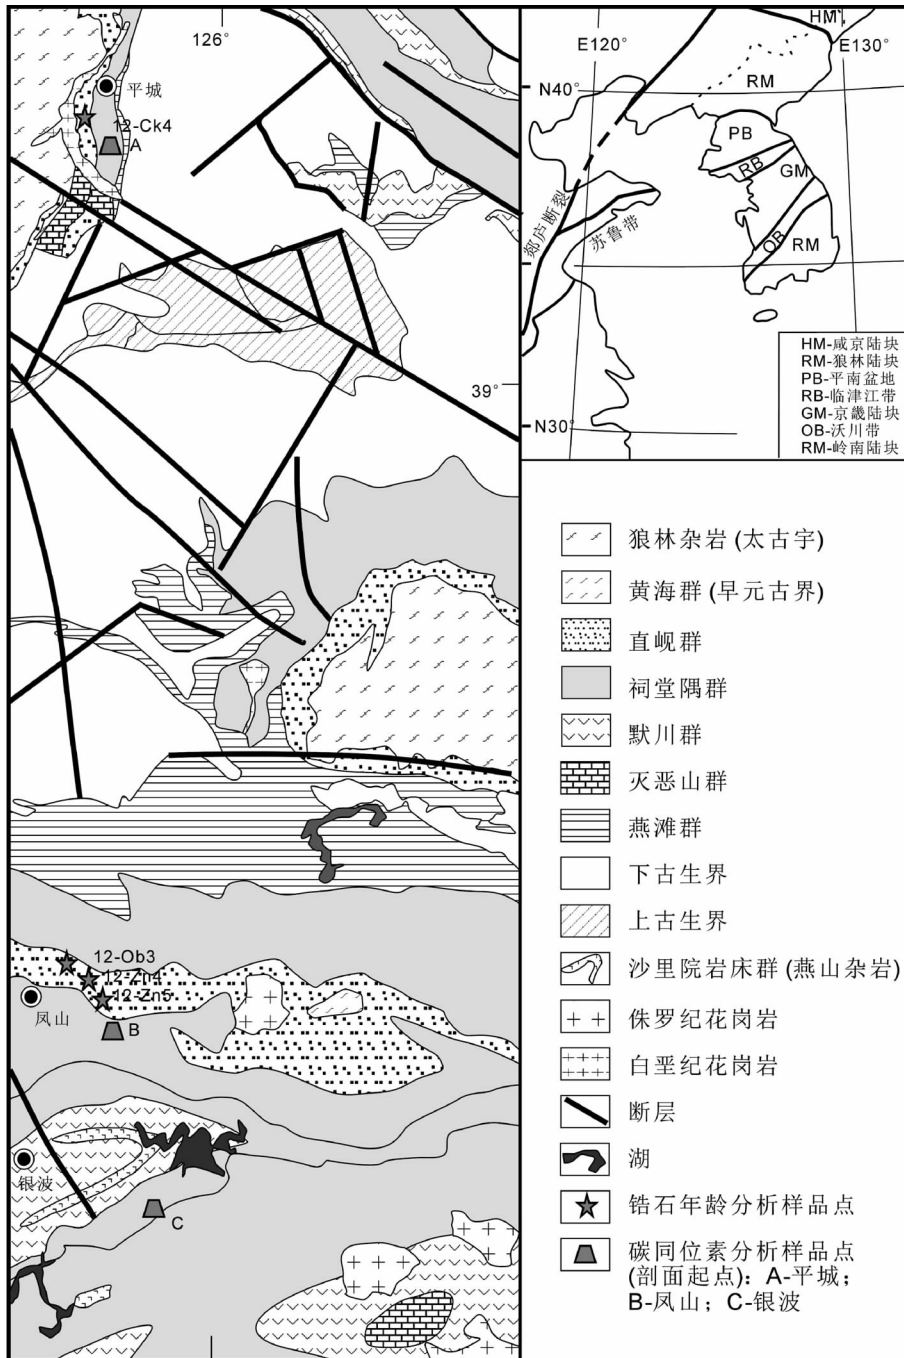 126°
平城
12-Ck4
A
39°
12-Ob3
12-Zn4
12-Zn5
凤山
B
银波
C
HM
E120°
E130°
N40°
RM
PB
RB
GM
郯庐断裂
苏鲁带
OB
RM
N30°
HM-咸京陆块
RM-狼林陆块
PB-平南盆地
RB-临津江带
GM-京畿陆块
OB-沃川带
RM-岭南陆块
狼林杂岩(太古宇)
黄海群(早元古界)
直岘群
祠堂隅群
默川群
灭恶山群
燕滩群
下古生界
上古生界
沙里院岩床群(燕山杂岩)
侏罗纪花岗岩
白垩纪花岗岩
断层
湖
锆石年龄分析样品点
碳同位素分析样品点
(剖面起点)：A-平城；
B-凤山；C-银波